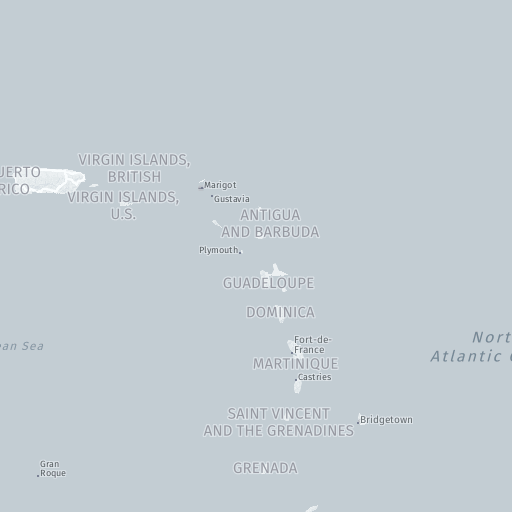 VIRGIN ISLANDS,
BRITISH
UERTO
RICO
Marigot
VIRGIN ISLANDS,
U.S.
Gustavia
ANTIGUA
AND BARBUDA
Plymouth
GUADELOUPE
DOMINICA
Nort
Atlantic
ean Sea
Fort-de-
France
MARTINIQUE
Castries
SAINT VINCENT
AND THE GRENADINES
Bridgetown
Gran
Roque
GRENADA